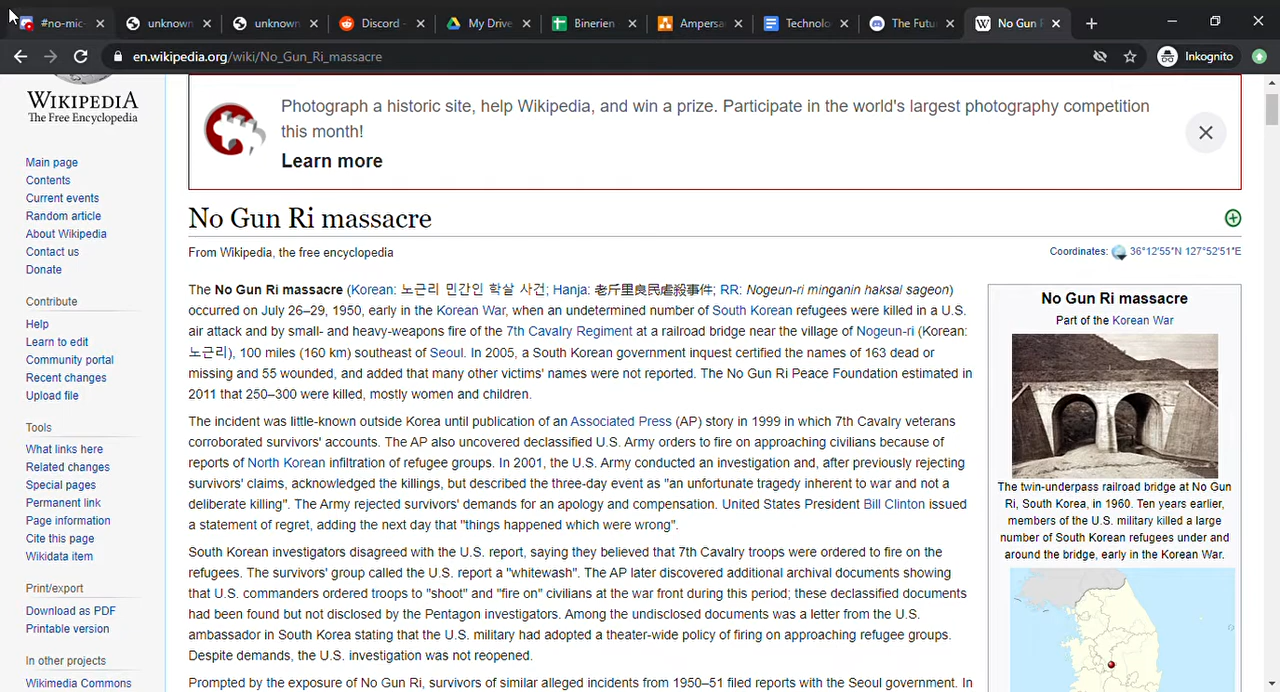 #no-mic-
unknown
unknown
Discord -
My Drive
Binerien
Ampersa
Technolo
The Futu
No Gun R
en.wikipedia.org/wiki/No_Gun_Ri_massacre
Inkognito
WIKIPEDIA
The Free Encyclopedia
Main page
Contents
Current events
Random article
About Wikipedia
Contact us
Donate
Contribute
Help
Learn to edit
Community portal
Recent changes
Upload file
Tools
What links here
Related changes
Special pages
Permanent link
Page information
Cite this page
Wikidata item
Print/export
Download as PDF
Printable version
In other projects
Wikimedia Commons
Photograph a historic site, help Wikipedia, and win a prize. Participate in the world's largest photography competition
this month!
Learn more
No Gun Ri massacre
From Wikipedia, the free encyclopedia
Coordinates: 36°12′55″N 127°52′51″E
The No Gun Ri massacre (Korean: 노근리 민간인 학살 사건; Hanja: 老斤里良民虐殺事件; RR: Nogeun-ri minganin haksal sageon)
occurred on July 26–29, 1950, early in the Korean War, when an undetermined number of South Korean refugees were killed in a U.S.
air attack and by small- and heavy-weapons fire of the 7th Cavalry Regiment at a railroad bridge near the village of Nogeun-ri (Korean:
노근리), 100 miles (160 km) southeast of Seoul. In 2005, a South Korean government inquest certified the names of 163 dead or
missing and 55 wounded, and added that many other victims' names were not reported. The No Gun Ri Peace Foundation estimated in
2011 that 250–300 were killed, mostly women and children.
The incident was little-known outside Korea until publication of an Associated Press (AP) story in 1999 in which 7th Cavalry veterans
corroborated survivors' accounts. The AP also uncovered declassified U.S. Army orders to fire on approaching civilians because of
reports of North Korean infiltration of refugee groups. In 2001, the U.S. Army conducted an investigation and, after previously rejecting
survivors' claims, acknowledged the killings, but described the three-day event as "an unfortunate tragedy inherent to war and not a
deliberate killing". The Army rejected survivors' demands for an apology and compensation. United States President Bill Clinton issued
a statement of regret, adding the next day that "things happened which were wrong".
South Korean investigators disagreed with the U.S. report, saying they believed that 7th Cavalry troops were ordered to fire on the
refugees. The survivors' group called the U.S. report a "whitewash". The AP later discovered additional archival documents showing
that U.S. commanders ordered troops to "shoot" and "fire on" civilians at the war front during this period; these declassified documents
had been found but not disclosed by the Pentagon investigators. Among the undisclosed documents was a letter from the U.S.
ambassador in South Korea stating that the U.S. military had adopted a theater-wide policy of firing on approaching refugee groups.
Despite demands, the U.S. investigation was not reopened.
Prompted by the exposure of No Gun Ri, survivors of similar alleged incidents from 1950–51 filed reports with the Seoul government. In
No Gun Ri massacre
Part of the Korean War
The twin-underpass railroad bridge at No Gun
Ri, South Korea, in 1960. Ten years earlier,
members of the U.S. military killed a large
number of South Korean refugees under and
around the bridge, early in the Korean War.